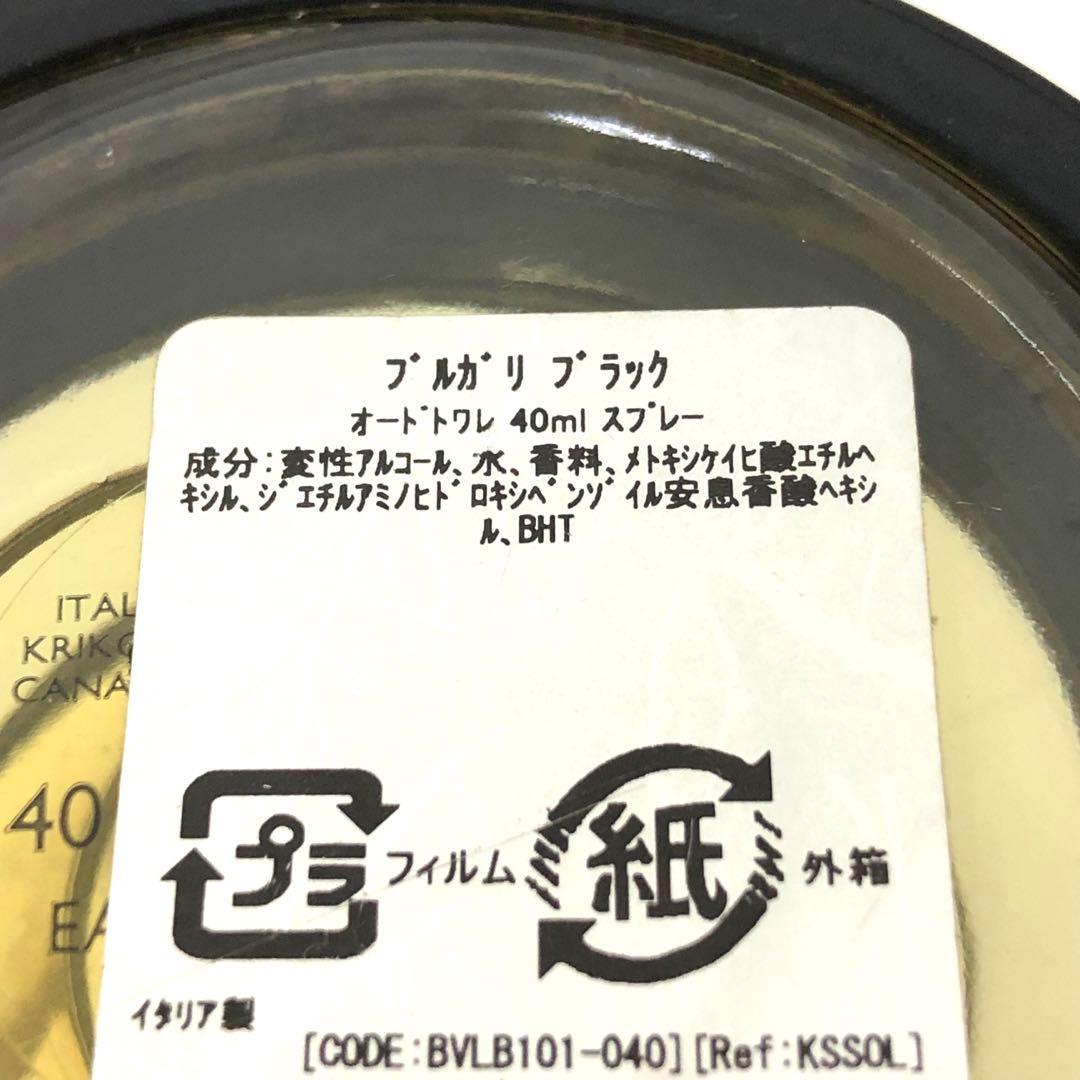 ブルガリ ブラック
オードトワレ 40ml スプレー
成分:変性アルコール、水、香料、メトキシケイヒ酸エチルヘ
キシル、ジエチルアミノヒドロキシベンゾイル安息香酸ヘキシ
ル、BHT
ITAL
KRIK
CANA
40
EA
プラ フィルム 紙 外箱
イタリア製
[CODE:BVLB101-040][Ref:KSSOL]